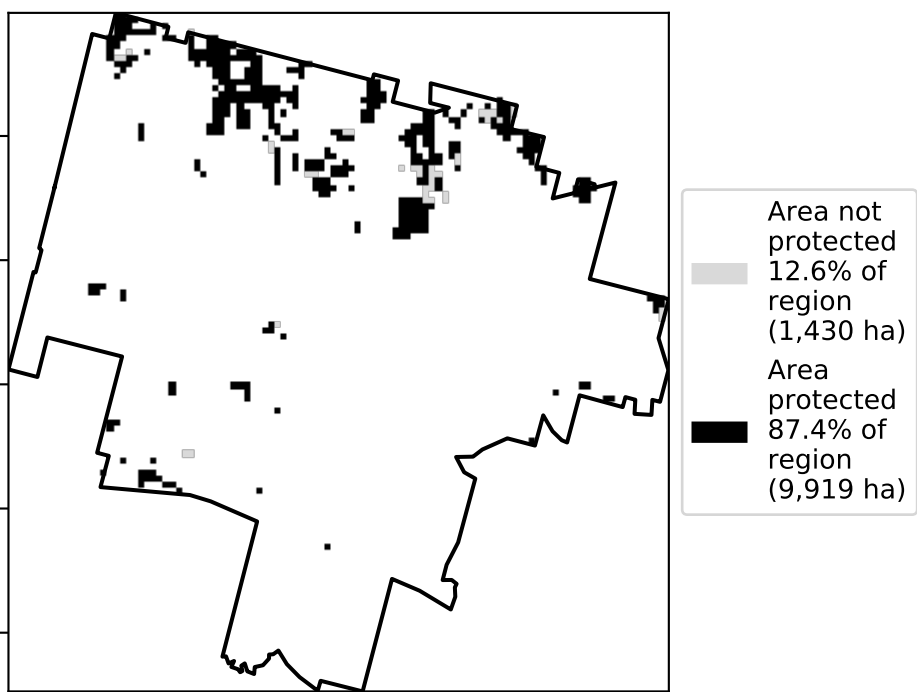 Area not
protected
12.6% of
region
(1,430 ha)
Area
protected
87.4% of
region
(9,919 ha)